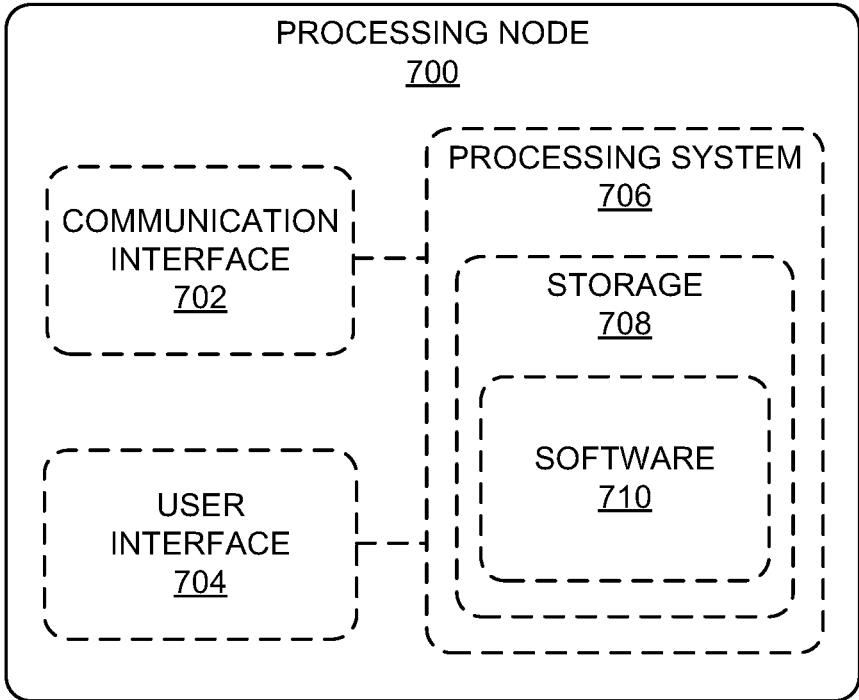 PROCESSING NODE
700
COMMUNICATION
INTERFACE
702
USER
INTERFACE
704
PROCESSING SYSTEM
706
STORAGE
708
SOFTWARE
710